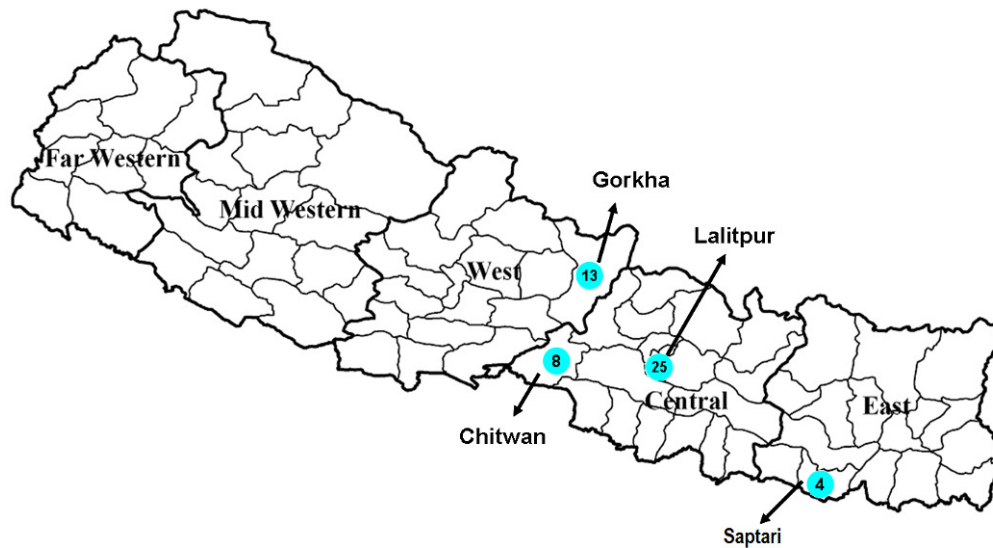 Gorkha
Far Western
Mid Western
Lalitpur
West
13
8
25
Central
East
Chitwan
4
Saptari